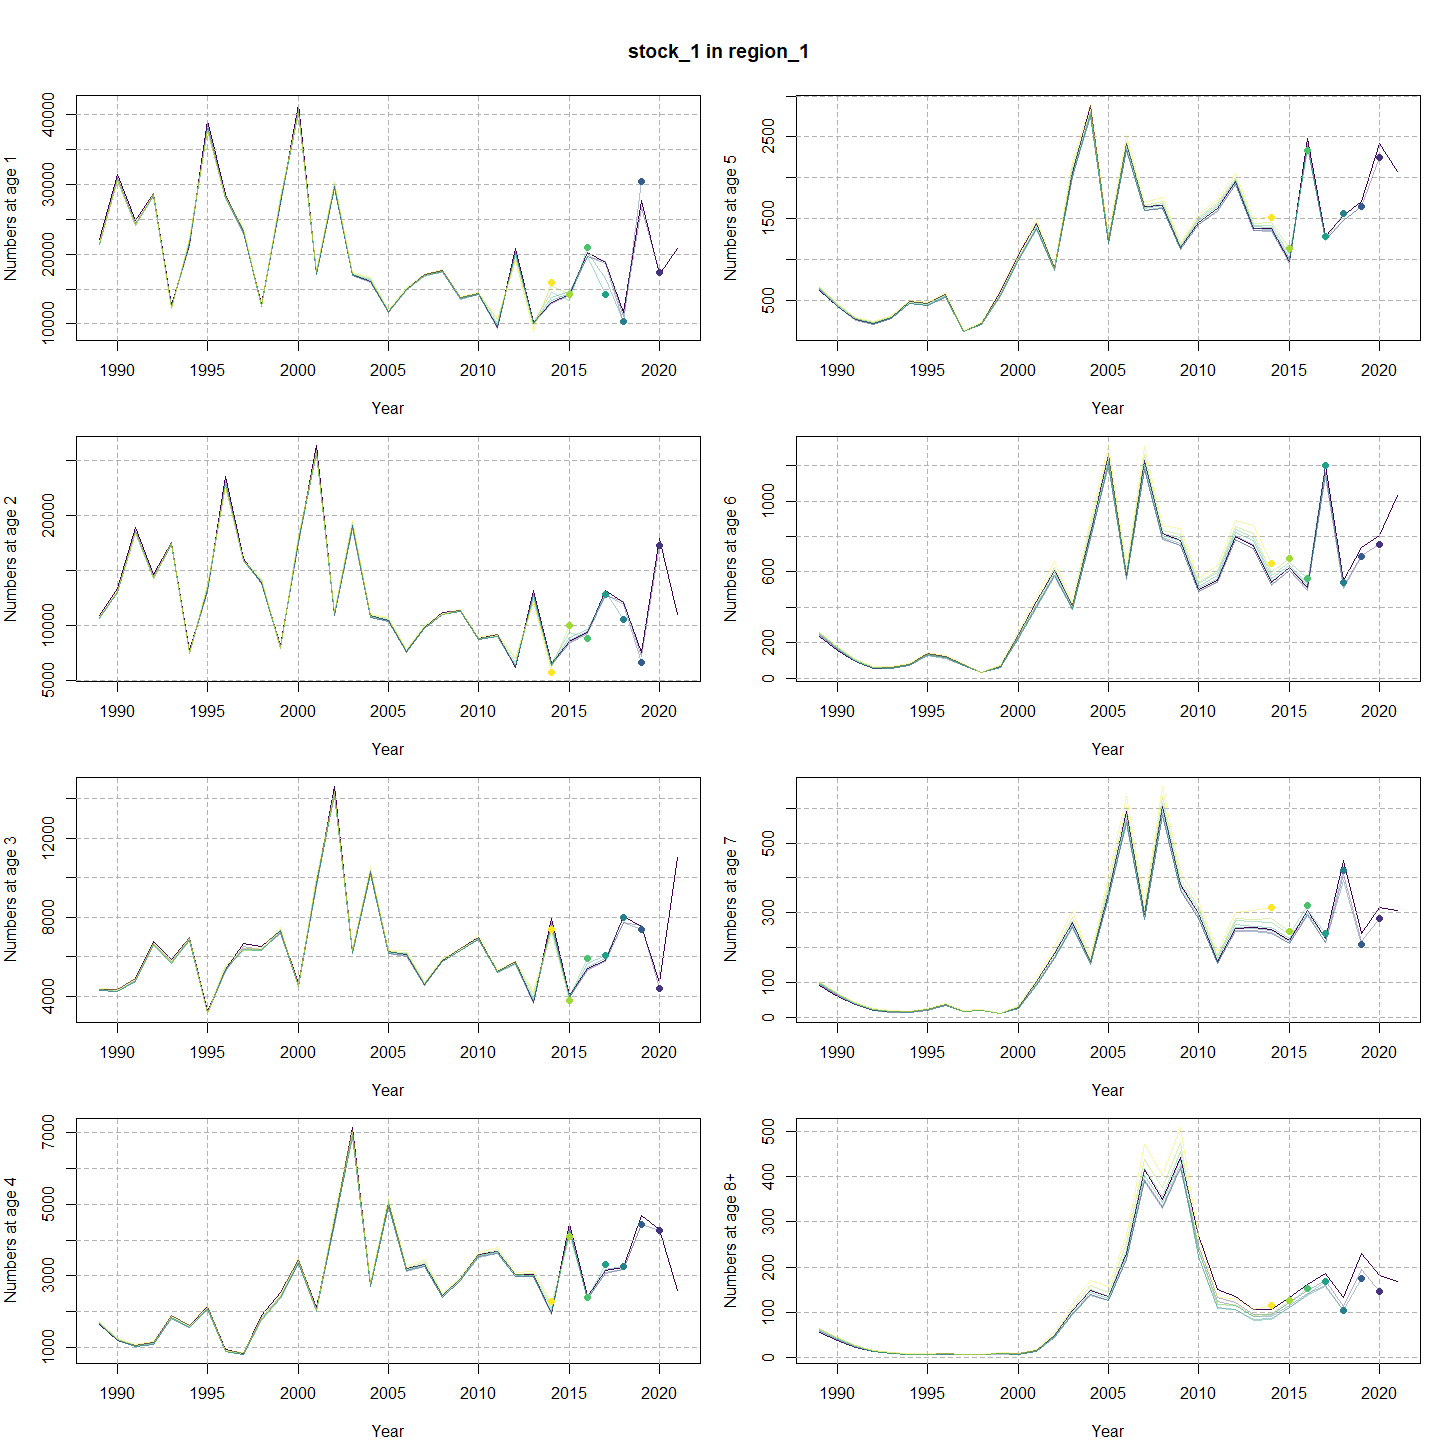 stock_1 in region_1
Numbers at age 1
10000 20000 30000 40000
1990 1995 2000 2005 2010 2015 2020
Year
Numbers at age 5
500 1500 2500
1990 1995 2000 2005 2010 2015 2020
Year
Numbers at age 2
5000 10000 20000
1990 1995 2000 2005 2010 2015 2020
Year
Numbers at age 6
0 200 600 1000
1990 1995 2000 2005 2010 2015 2020
Year
Numbers at age 3
4000 8000 12000
1990 1995 2000 2005 2010 2015 2020
Year
Numbers at age 7
0 100 300 500
1990 1995 2000 2005 2010 2015 2020
Year
Numbers at age 4
1000 3000 5000 7000
1990 1995 2000 2005 2010 2015 2020
Year
Numbers at age 8+
0 100 200 300 400 500
1990 1995 2000 2005 2010 2015 2020
Year